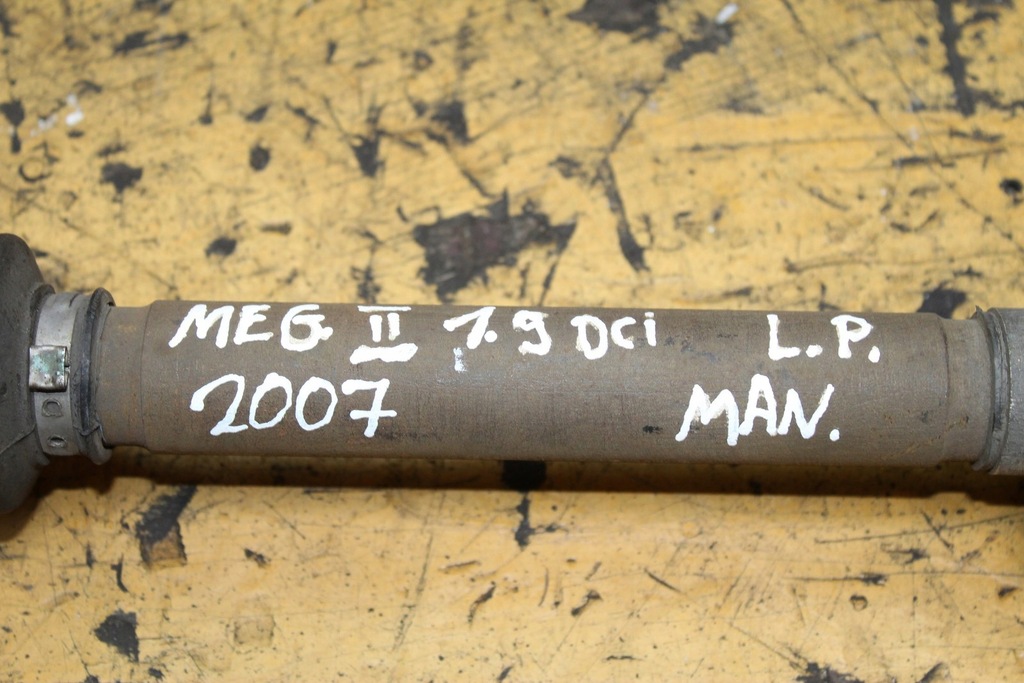 MEG. II 1.9 DCi L.P.
2007 MAN.